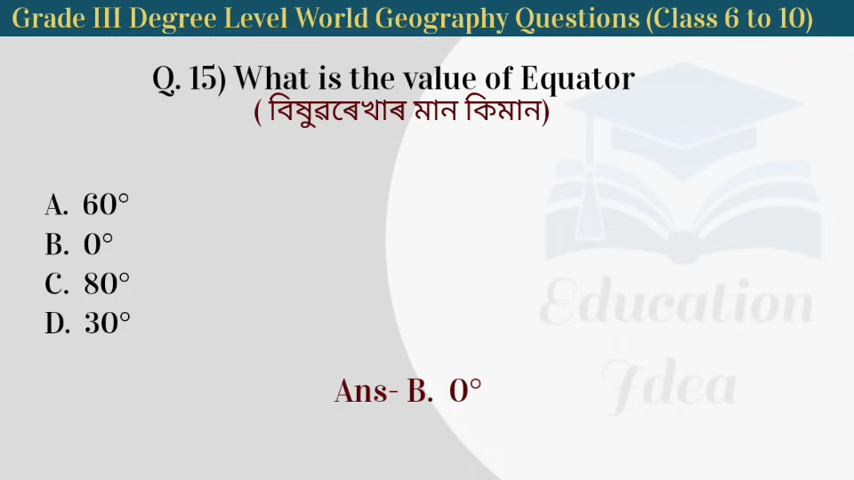 Grade III Degree Level World Geography Questions (Class 6 to 10)
Q. 15) What is the value of Equator
( বিষুৱৰেখাৰ মান কিমান)
A. 60°
B. 0°
C. 80°
D. 30°
Ans- B. 0°
Education
Idea